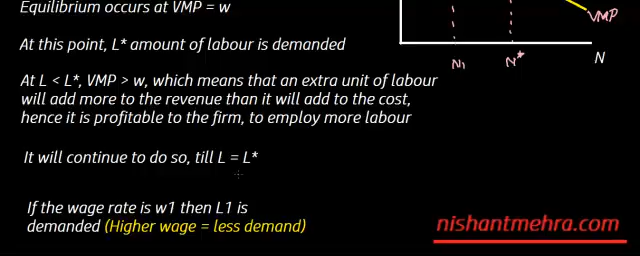 Equilibrium occurs at VMP = w
VMP
At this point, L* amount of labour is demanded
N1 N* N
At L < L*, VMP > w, which means that an extra unit of labour
will add more to the revenue than it will add to the cost,
hence it is profitable to the firm, to employ more labour
It will continue to do so, till L = L*
If the wage rate is w1 then L1 is
demanded (Higher wage = less demand)
nishantmehra.com